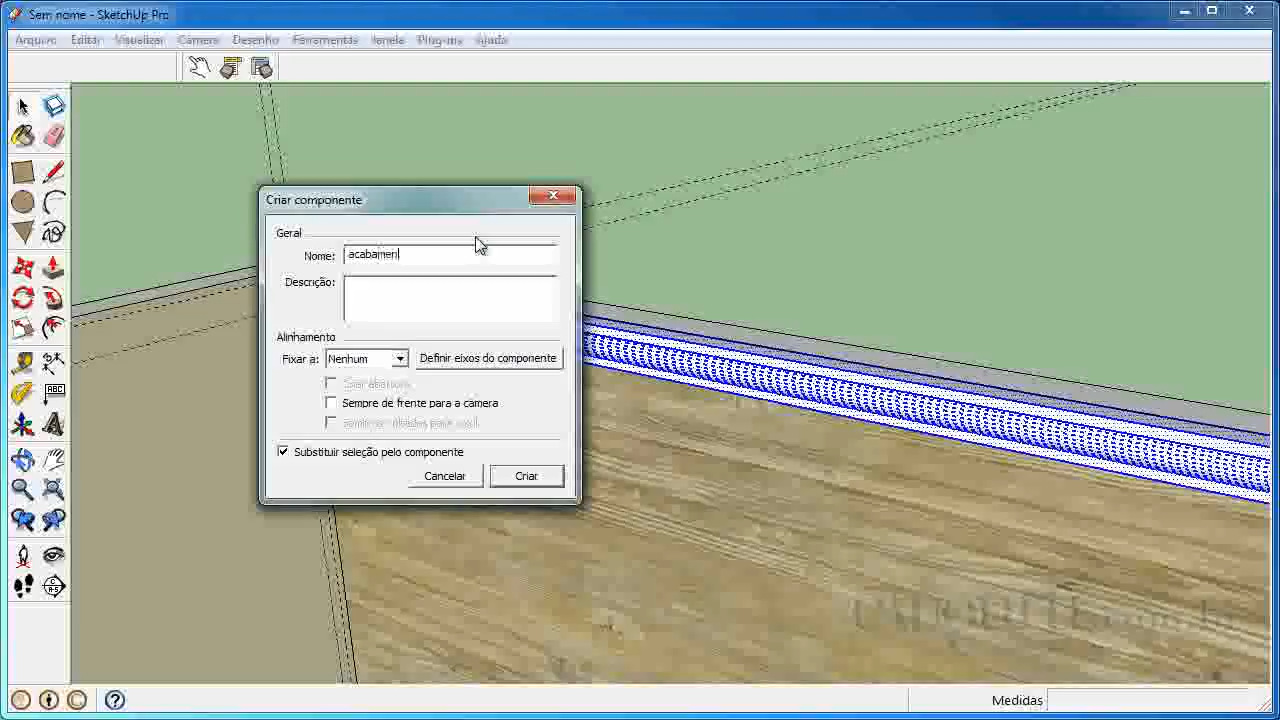 Sem nome - SketchUp Pro
Arquivo Editar Visualizar Câmera Desenho Ferramentas Janela Plug-ins Ajuda
Criar componente
Geral
Nome: acabament
Descrição:
Alinhamento
Fixar a: Nenhum Definir eixos do componente
Sempre de frente para a câmera
Substituir seleção pelo componente
Cancelar Criar
ABC
Medidas